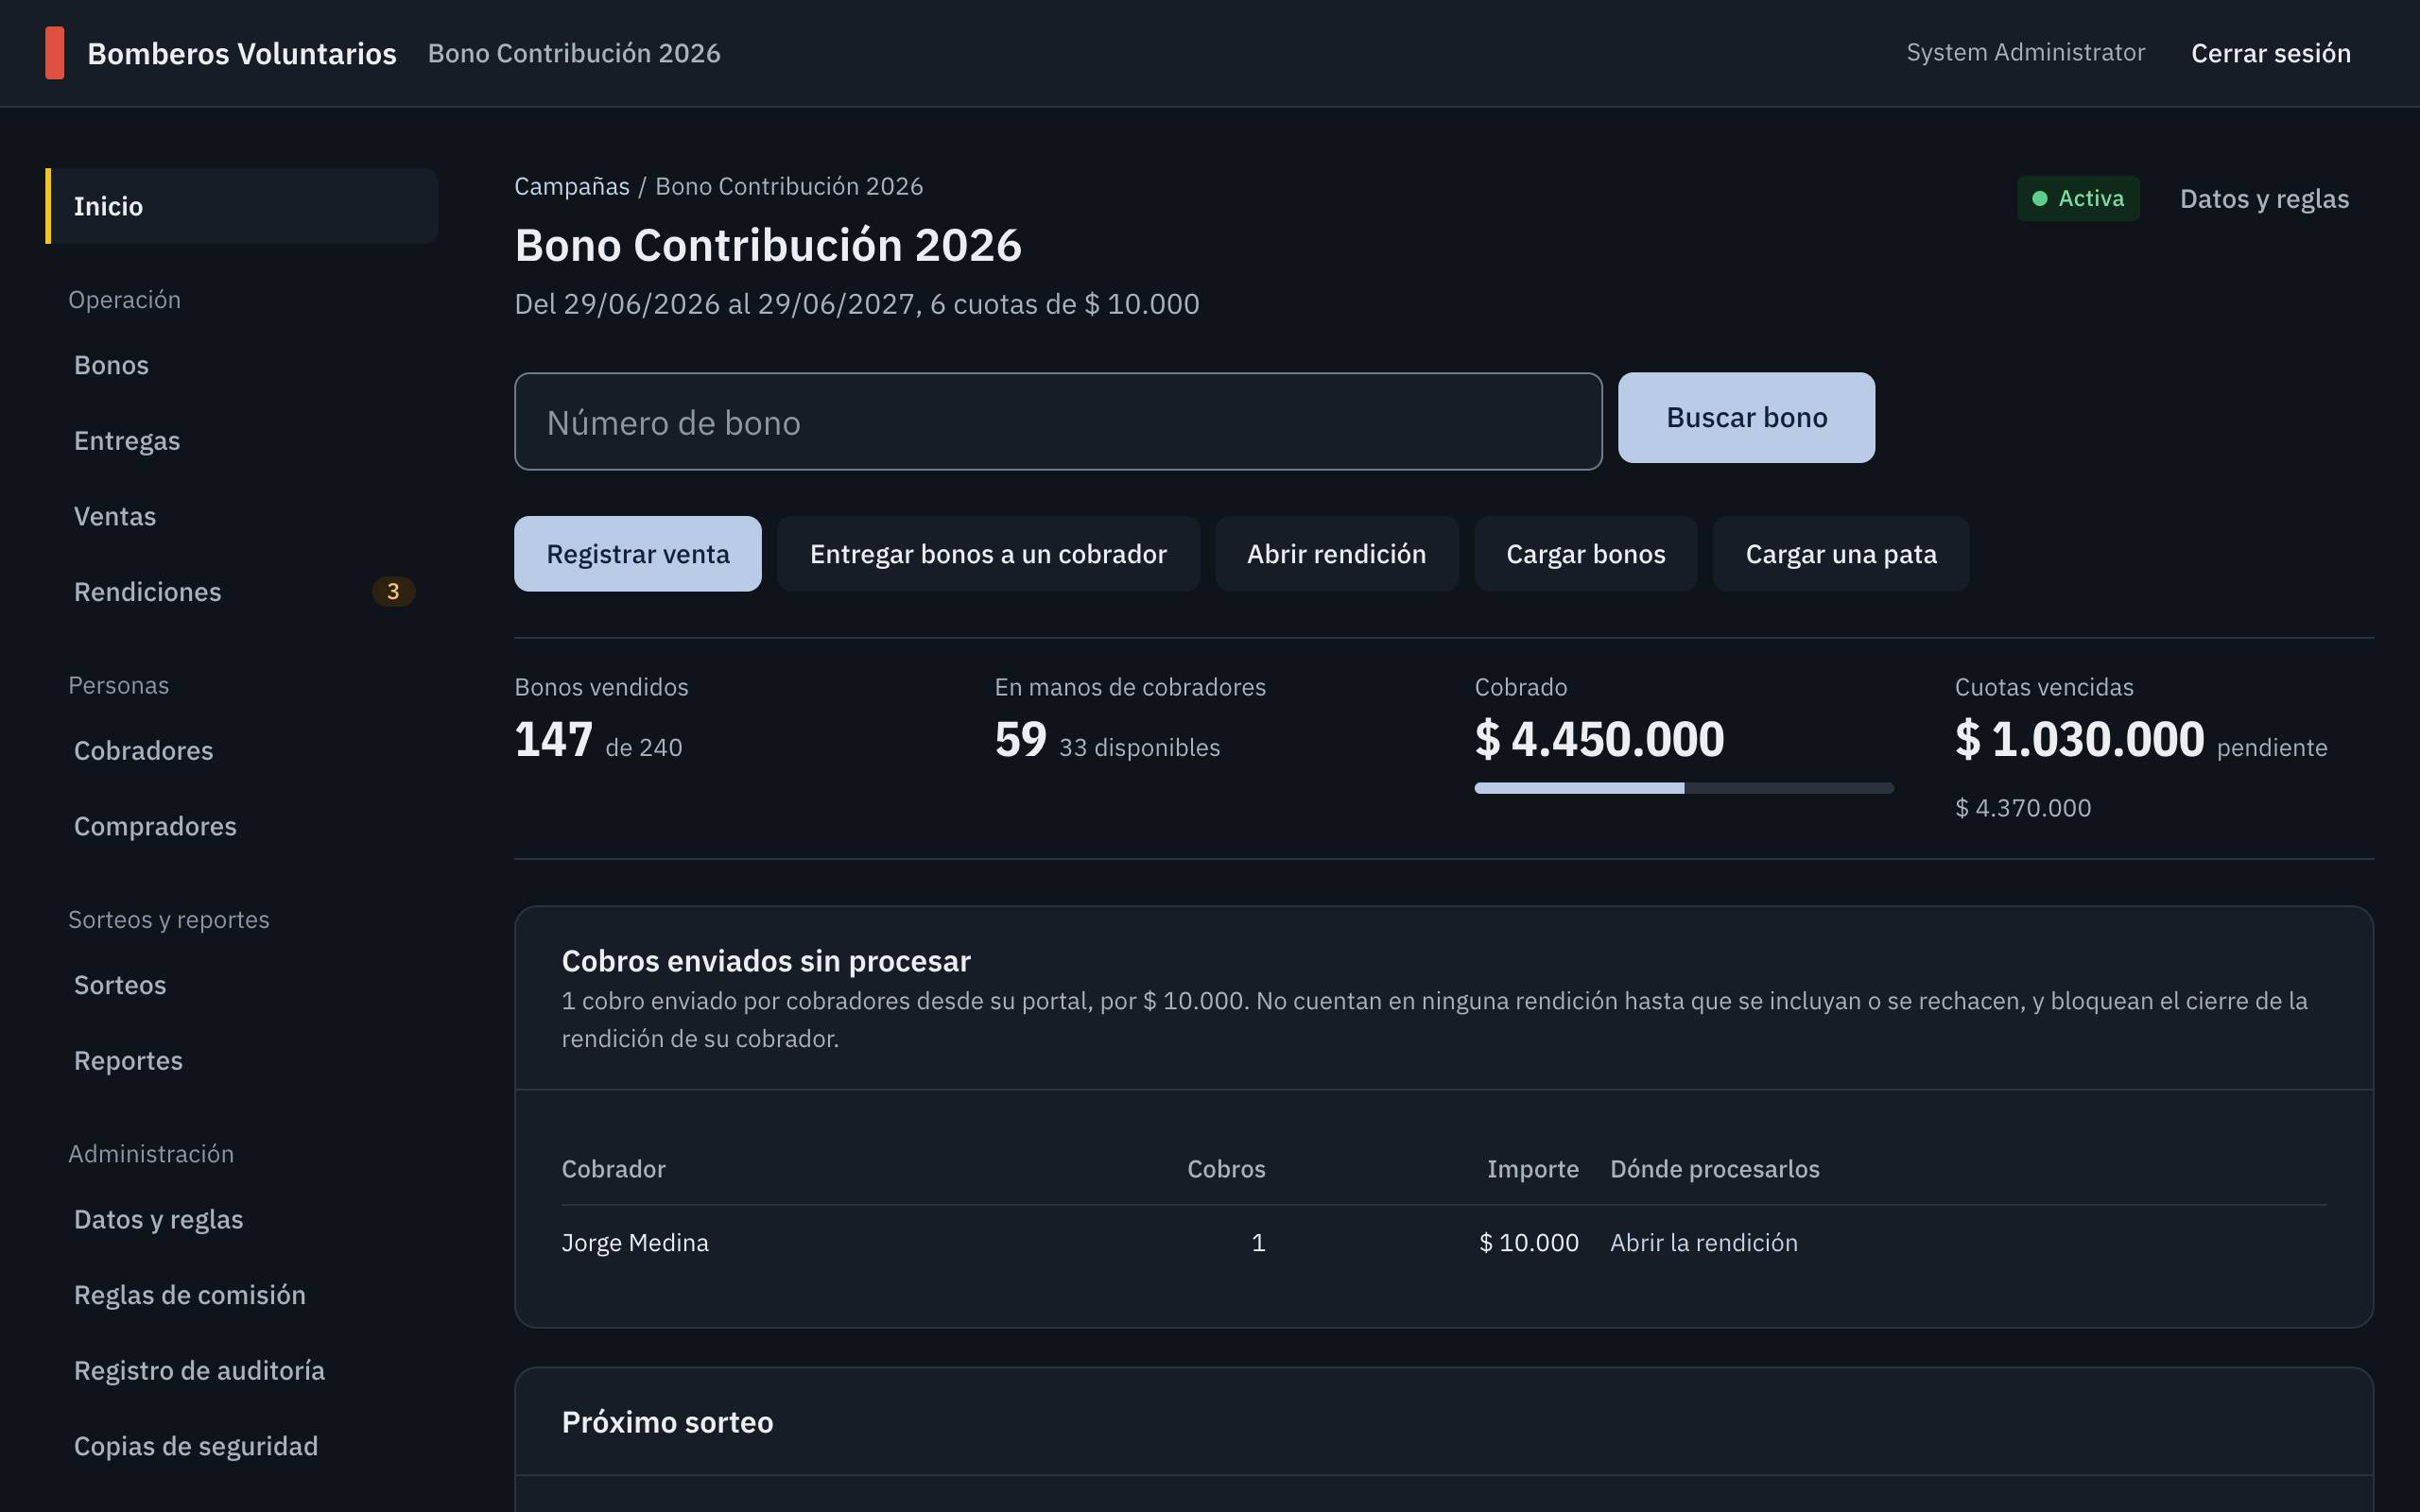 Bomberos Voluntarios
Bono Contribución 2026
System Administrator
Cerrar sesión
Inicio
Operación
Bonos
Entregas
Ventas
Rendiciones
3
Personas
Cobradores
Compradores
Sorteos y reportes
Sorteos
Reportes
Administración
Datos y reglas
Reglas de comisión
Registro de auditoría
Copias de seguridad
Campañas / Bono Contribución 2026
Activa
Datos y reglas
Bono Contribución 2026
Del 29/06/2026 al 29/06/2027, 6 cuotas de $ 10.000
Número de bono
Buscar bono
Registrar venta
Entregar bonos a un cobrador
Abrir rendición
Cargar bonos
Cargar una pata
Bonos vendidos
147 de 240
En manos de cobradores
59 33 disponibles
Cobrado
$ 4.450.000
Cuotas vencidas
$ 1.030.000 pendiente
$ 4.370.000
Cobros enviados sin procesar
1 cobro enviado por cobradores desde su portal, por $ 10.000. No cuentan en ninguna rendición hasta que se incluyan o se rechacen, y bloquean el cierre de la
rendición de su cobrador.
Cobrador Cobros Importe Dónde procesarlos
Jorge Medina 1 $ 10.000 Abrir la rendición
Próximo sorteo